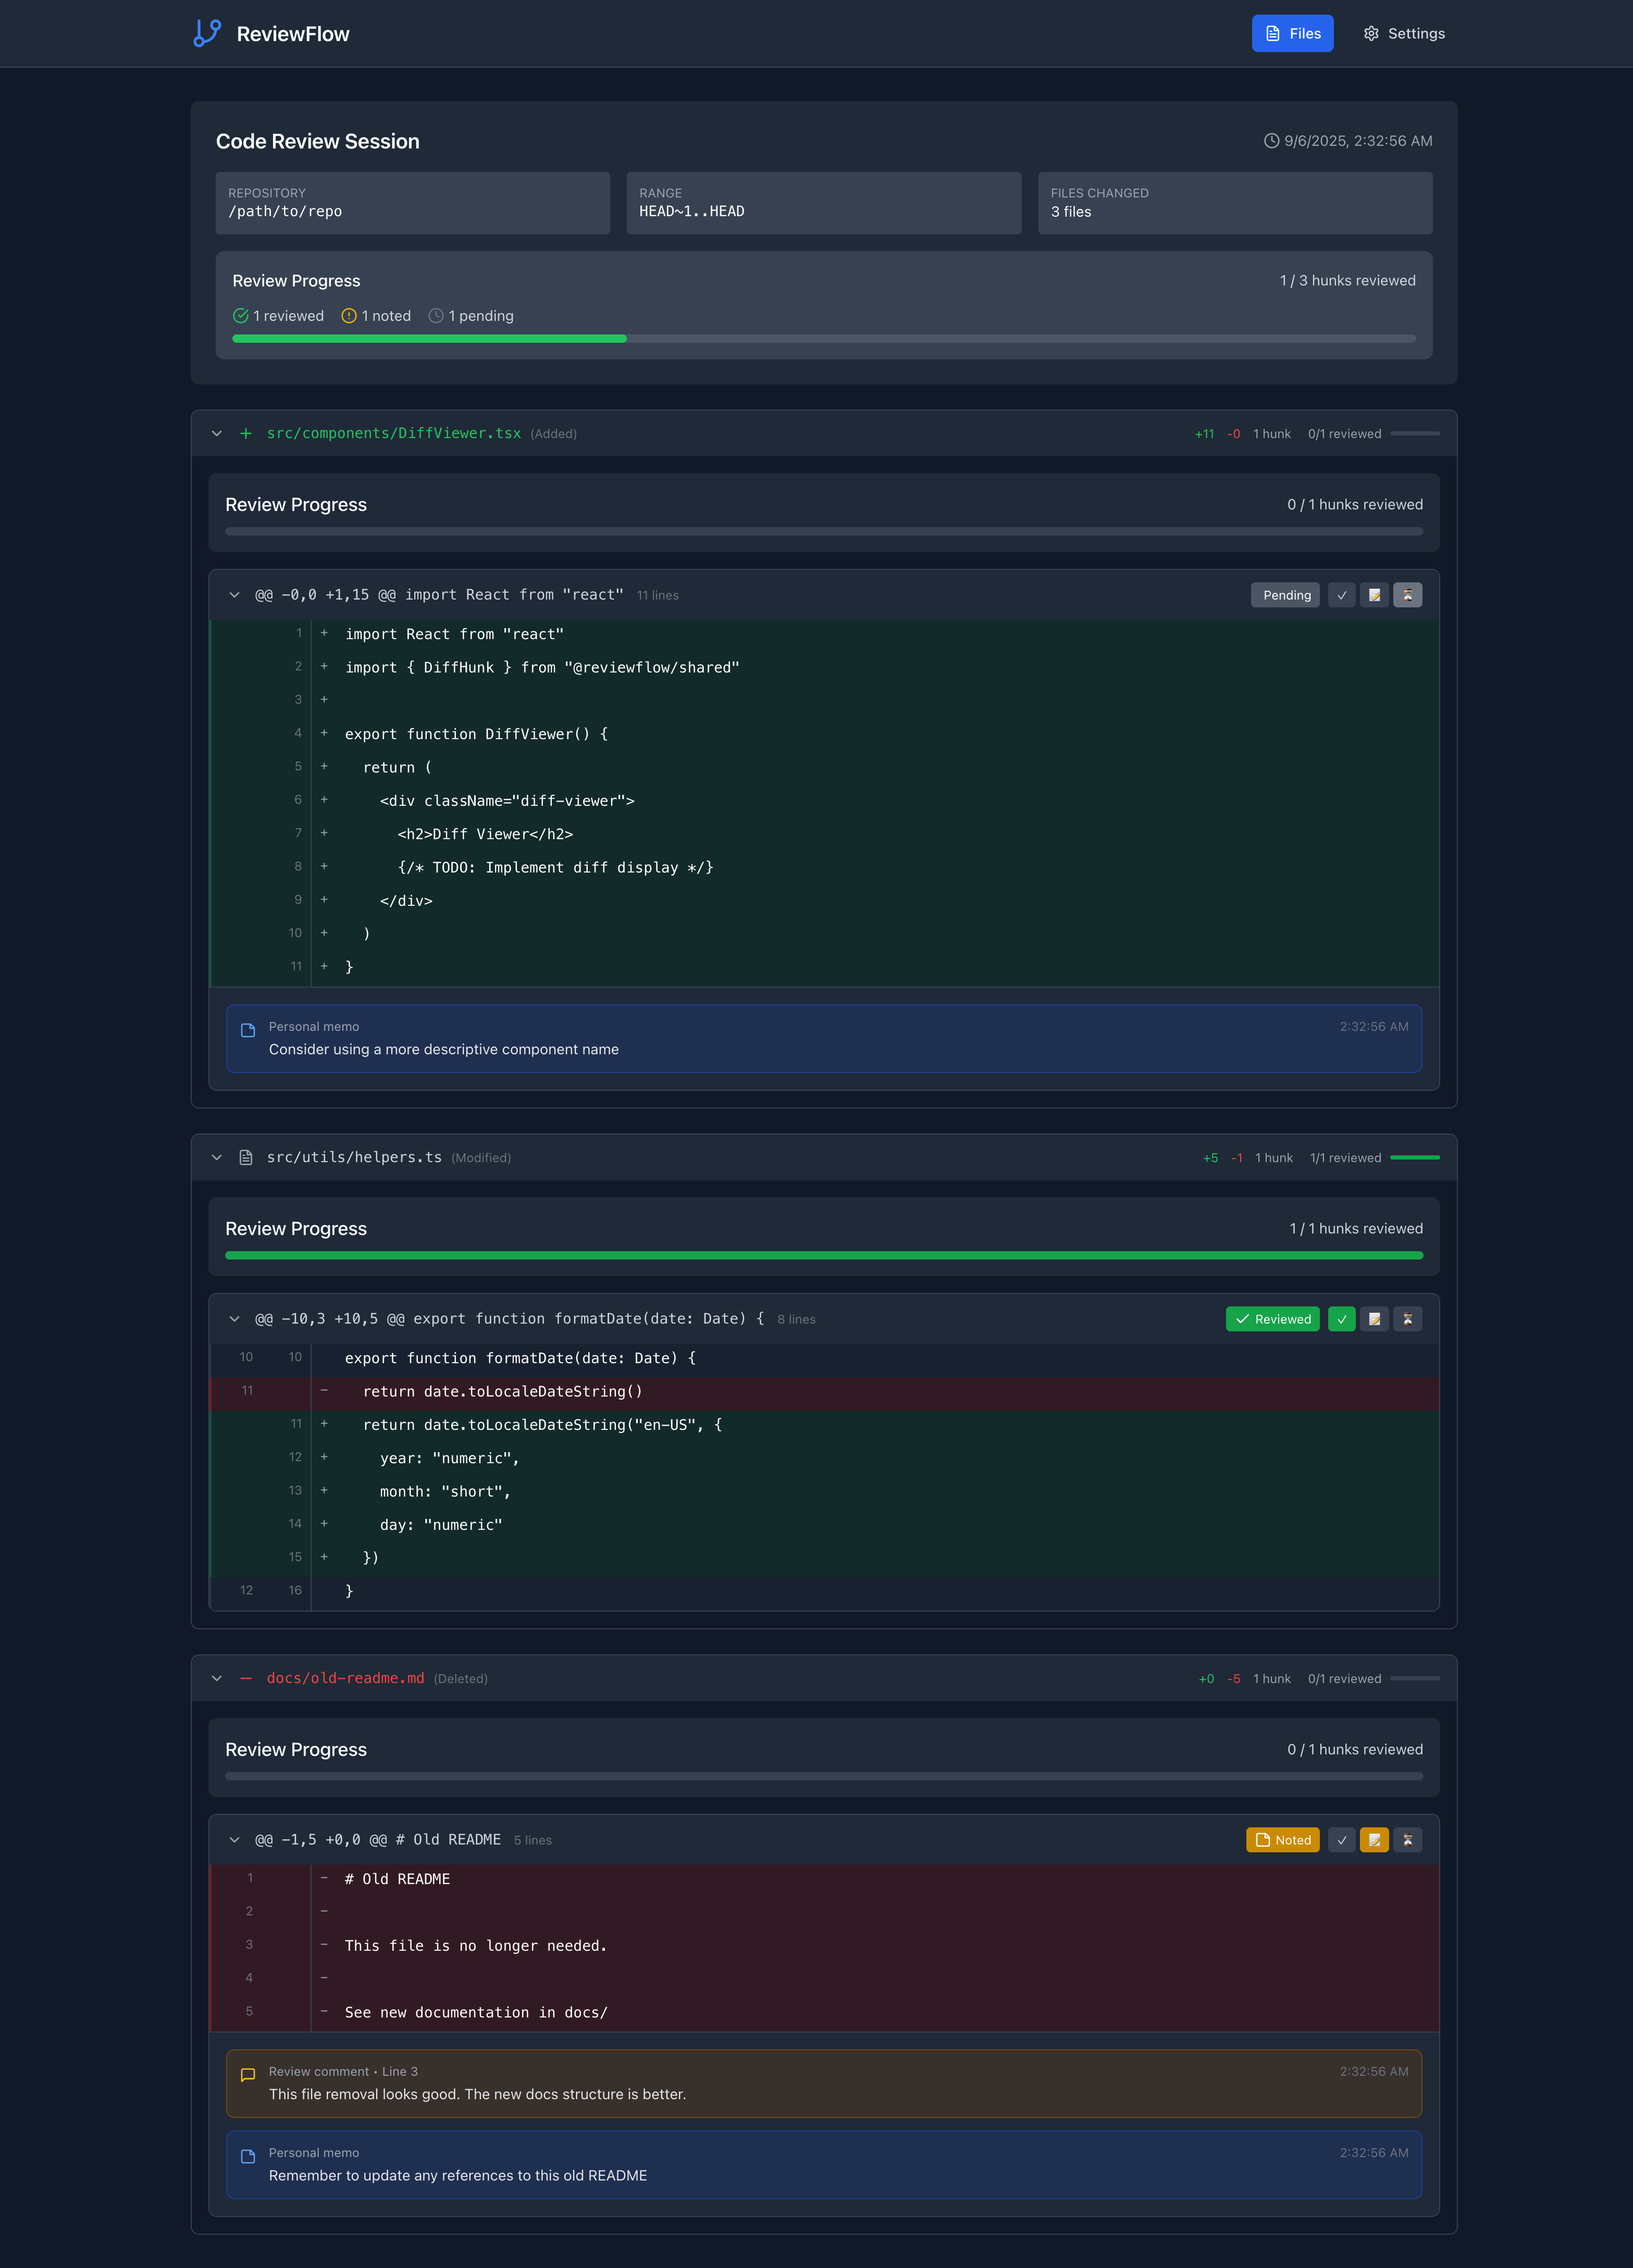 ReviewFlow
Files
Settings
Code Review Session
9/6/2025, 2:32:56 AM
REPOSITORY
/path/to/repo
RANGE
HEAD~1..HEAD
FILES CHANGED
3 files
Review Progress
1 / 3 hunks reviewed
1 reviewed 1 noted 1 pending
src/components/DiffViewer.tsx (Added) +11 -0 1 hunk 0/1 reviewed
Review Progress
0 / 1 hunks reviewed
@@ -0,0 +1,15 @@ import React from "react" 11 lines Pending ✓
1 + import React from "react"
2 + import { DiffHunk } from "@reviewflow/shared"
3 +
4 + export function DiffViewer() {
5 + return (
6 + <div className="diff-viewer">
7 + <h2>Diff Viewer</h2>
8 + {/* TODO: Implement diff display */}
9 + </div>
10 + )
11 + }
Personal memo 2:32:56 AM
Consider using a more descriptive component name
src/utils/helpers.ts (Modified) +5 -1 1 hunk 1/1 reviewed
Review Progress
1 / 1 hunks reviewed
@@ -10,3 +10,5 @@ export function formatDate(date: Date) { 8 lines Reviewed ✓
10 10 export function formatDate(date: Date) {
11 - return date.toLocaleDateString()
11 + return date.toLocaleDateString("en-US", {
12 + year: "numeric",
13 + month: "short",
14 + day: "numeric"
15 + })
12 16 }
docs/old-readme.md (Deleted) +0 -5 1 hunk 0/1 reviewed
Review Progress
0 / 1 hunks reviewed
@@ -1,5 +0,0 @@ # Old README 5 lines Noted ✓
1 - # Old README
2 -
3 - This file is no longer needed.
4 -
5 - See new documentation in docs/
Review comment • Line 3 2:32:56 AM
This file removal looks good. The new docs structure is better.
Personal memo 2:32:56 AM
Remember to update any references to this old README